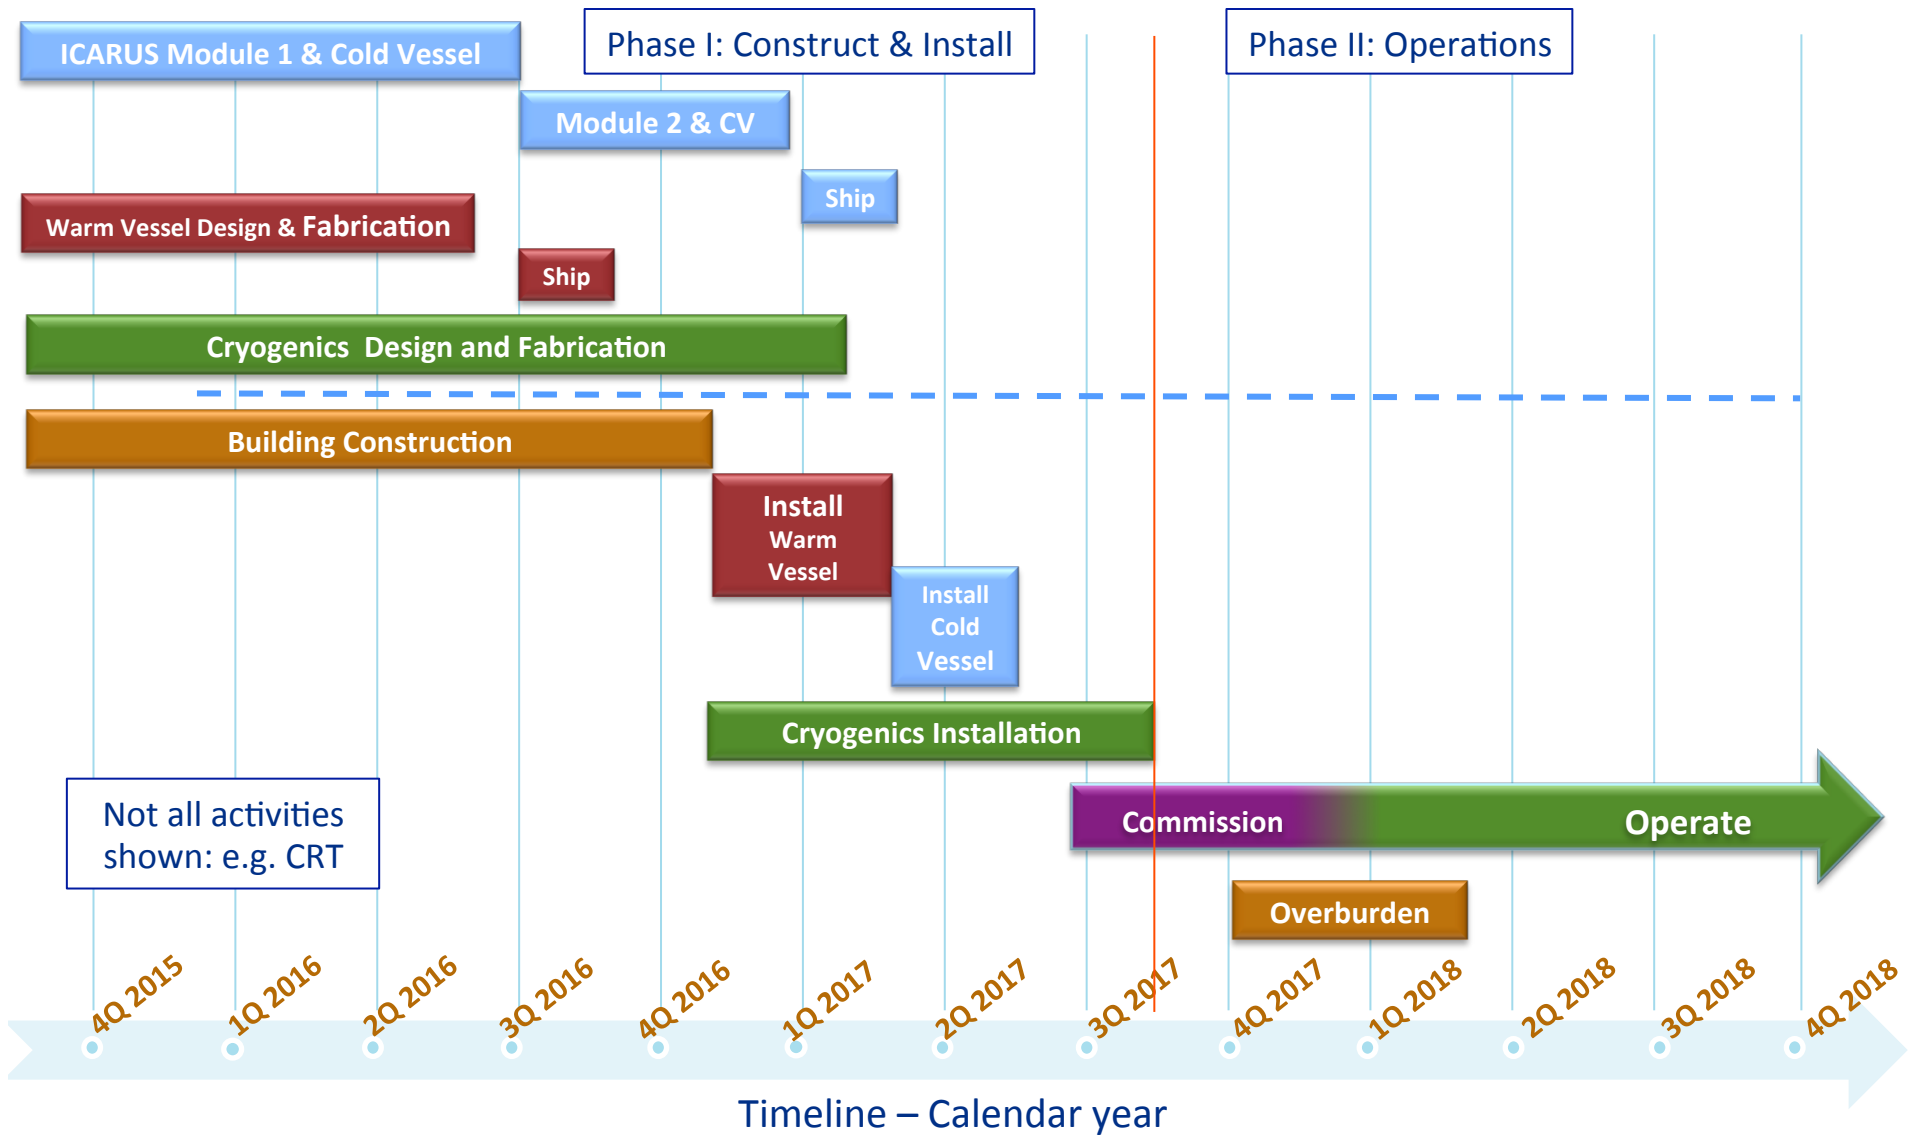 Phase I: Construct & Install
Phase II: Operations
ICARUS Module 1 & Cold Vessel
Module 2 & CV
Ship
Warm Vessel Design & Fabrication
Ship
Cryogenics Design and Fabrication
Building Construction
Install
Warm
Vessel
Install
Cold
Vessel
Cryogenics Installation
Not all activities
shown: e.g. CRT
Commission
Operate
Overburden
4Q 2015
1Q 2016
2Q 2016
3Q 2016
4Q 2016
1Q 2017
2Q 2017
3Q 2017
4Q 2017
1Q 2018
2Q 2018
3Q 2018
4Q 2018
Timeline – Calendar year